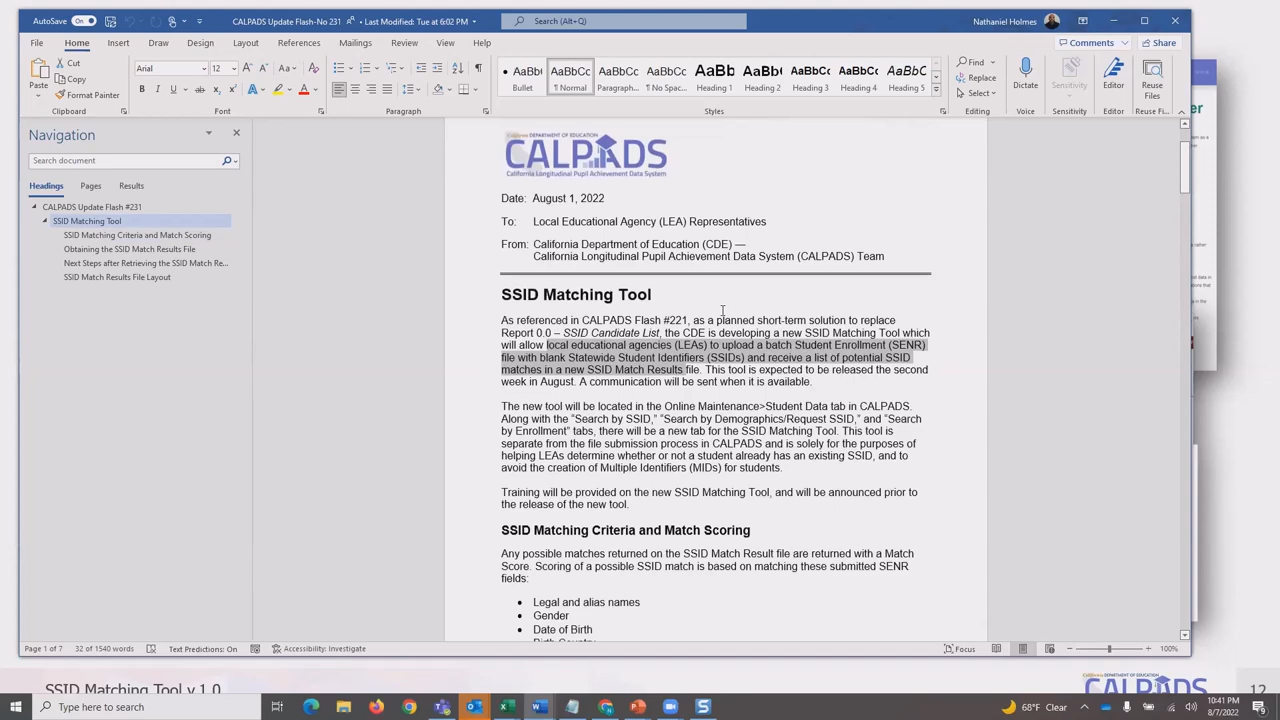 AutoSave On CALPADS Update Flash-No 231 • Last Modified: Tue at 6:02 PM Search (Alt+Q) Nathaniel Holmes
File Home Insert Draw Design Layout References Mailings Review View Help Comments Share
Cut
Copy
Format Painter
Paste
Arial 12
AaBbC AaBbCc AaBbCc AaBbCc AaBb AaBb AaBbCc AaBbCc AaBbCc
Bullet ¶ Normal Paragraph... ¶ No Spac... Heading 1 Heading 2 Heading 3 Heading 4 Heading 5
Find
Replace
Select
Dictate Sensitivity Editor Reuse Files
Clipboard Font Paragraph Styles Editing Voice Sensitivity Editor Reuse Fi...
Navigation
Search document
Headings Pages Results
CALPADS Update Flash #231
SSID Matching Tool
SSID Matching Criteria and Match Scoring
Obtaining the SSID Match Results File
Next Steps after Retrieving the SSID Match Re...
SSID Match Results File Layout
California DEPARTMENT OF EDUCATION
CALPADS
California Longitudinal Pupil Achievement Data System
Date: August 1, 2022
To: Local Educational Agency (LEA) Representatives
From: California Department of Education (CDE) —
California Longitudinal Pupil Achievement Data System (CALPADS) Team
SSID Matching Tool
As referenced in CALPADS Flash #221, as a planned short-term solution to replace
Report 0.0 – SSID Candidate List, the CDE is developing a new SSID Matching Tool which
will allow local educational agencies (LEAs) to upload a batch Student Enrollment (SENR)
file with blank Statewide Student Identifiers (SSIDs) and receive a list of potential SSID
matches in a new SSID Match Results file. This tool is expected to be released the second
week in August. A communication will be sent when it is available.
The new tool will be located in the Online Maintenance>Student Data tab in CALPADS.
Along with the “Search by SSID,” “Search by Demographics/Request SSID,” and “Search
by Enrollment” tabs, there will be a new tab for the SSID Matching Tool. This tool is
separate from the file submission process in CALPADS and is solely for the purposes of
helping LEAs determine whether or not a student already has an existing SSID, and to
avoid the creation of Multiple Identifiers (MIDs) for students.
Training will be provided on the new SSID Matching Tool, and will be announced prior to
the release of the new tool.
SSID Matching Criteria and Match Scoring
Any possible matches returned on the SSID Match Result file are returned with a Match
Score. Scoring of a possible SSID match is based on matching these submitted SENR
fields:
• Legal and alias names
• Gender
• Date of Birth
Page 1 of 7 32 of 1540 words Text Predictions: On Accessibility: Investigate Focus 100%
SSID Matching Tool v 1.0 CALPADS 12
Type here to search 68°F Clear 10:41 PM
8/7/2022